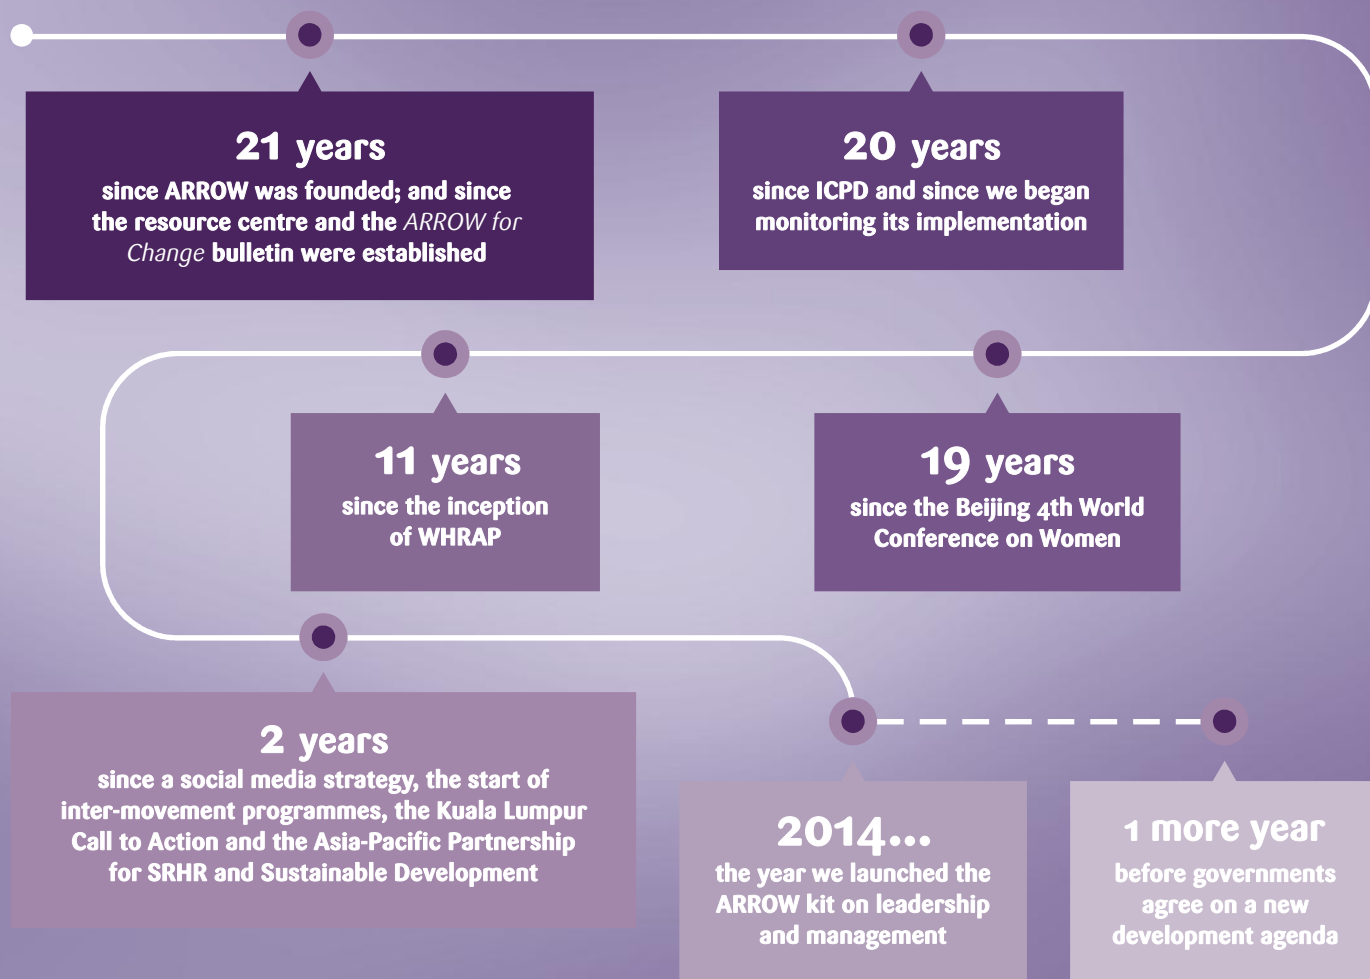 21 years
since ARROW was founded; and since
the resource centre and the ARROW for
Change bulletin were established
20 years
since ICPD and since we began
monitoring its implementation
19 years
since the Beijing 4th World
Conference on Women
11 years
since the inception
of WHRAP
2 years
since a social media strategy, the start of
inter-movement programmes, the Kuala Lumpur
Call to Action and the Asia-Pacific Partnership
for SRHR and Sustainable Development
2014...
the year we launched the
ARROW kit on leadership
and management
1 more year
before governments
agree on a new
development agenda